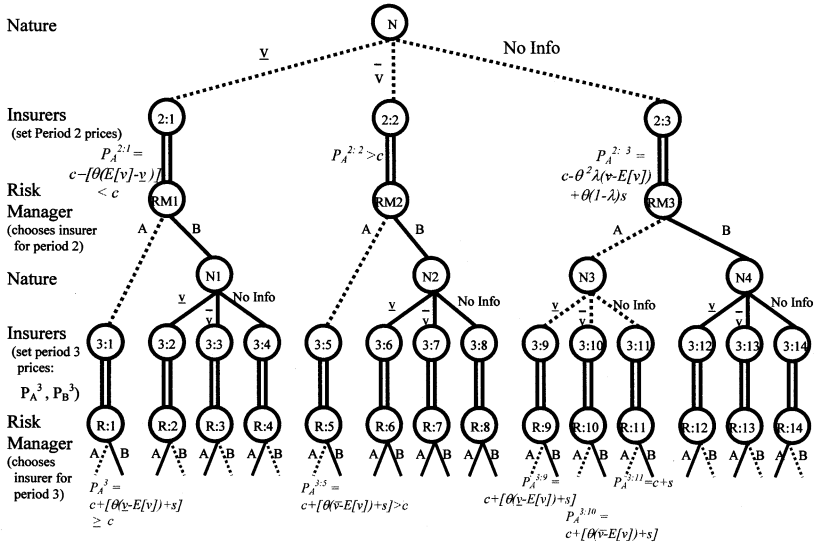 Nature
N
v
v̄
No Info
Insurers
(set Period 2 prices)
2:1
2:2
2:3
P_A^2:1 =
c–[θ(E[v]-v)]
< c
P_A^2:2 >c
P_A^2: 3 =
c-θ^2λ(v-E[v])
+θ(1-λ)s
Risk
Manager
(chooses insurer
for period 2)
RM1
RM2
RM3
A B
A B
A B
Nature
N1
N2
N3
N4
v v̄ No Info
v v̄ No Info
v v̄ No Info
v v̄ No Info
Insurers
(set period 3
prices:
P_A^3 , P_B^3)
3:1 3:2 3:3 3:4 3:5 3:6 3:7 3:8 3:9 3:10 3:11 3:12 3:13 3:14
Risk
Manager
(chooses
insurer for
period 3)
R:1 R:2 R:3 R:4 R:5 R:6 R:7 R:8 R:9 R:10 R:11 R:12 R:13 R:14
A B A B A B A B A B A B A B A B A B A B A B A B A B A B
P_A^3 =
c+[θ(v-E[v])+s]
≥ c
P_A^3:5 =
c+[θ(v̄-E[v])+s]>c
P_A^3:9 =
c+[θ(v-E[v])+s]
P_A^3:11=c+s
P_A^3:10 =
c+[θ(v̄-E[v])+s]